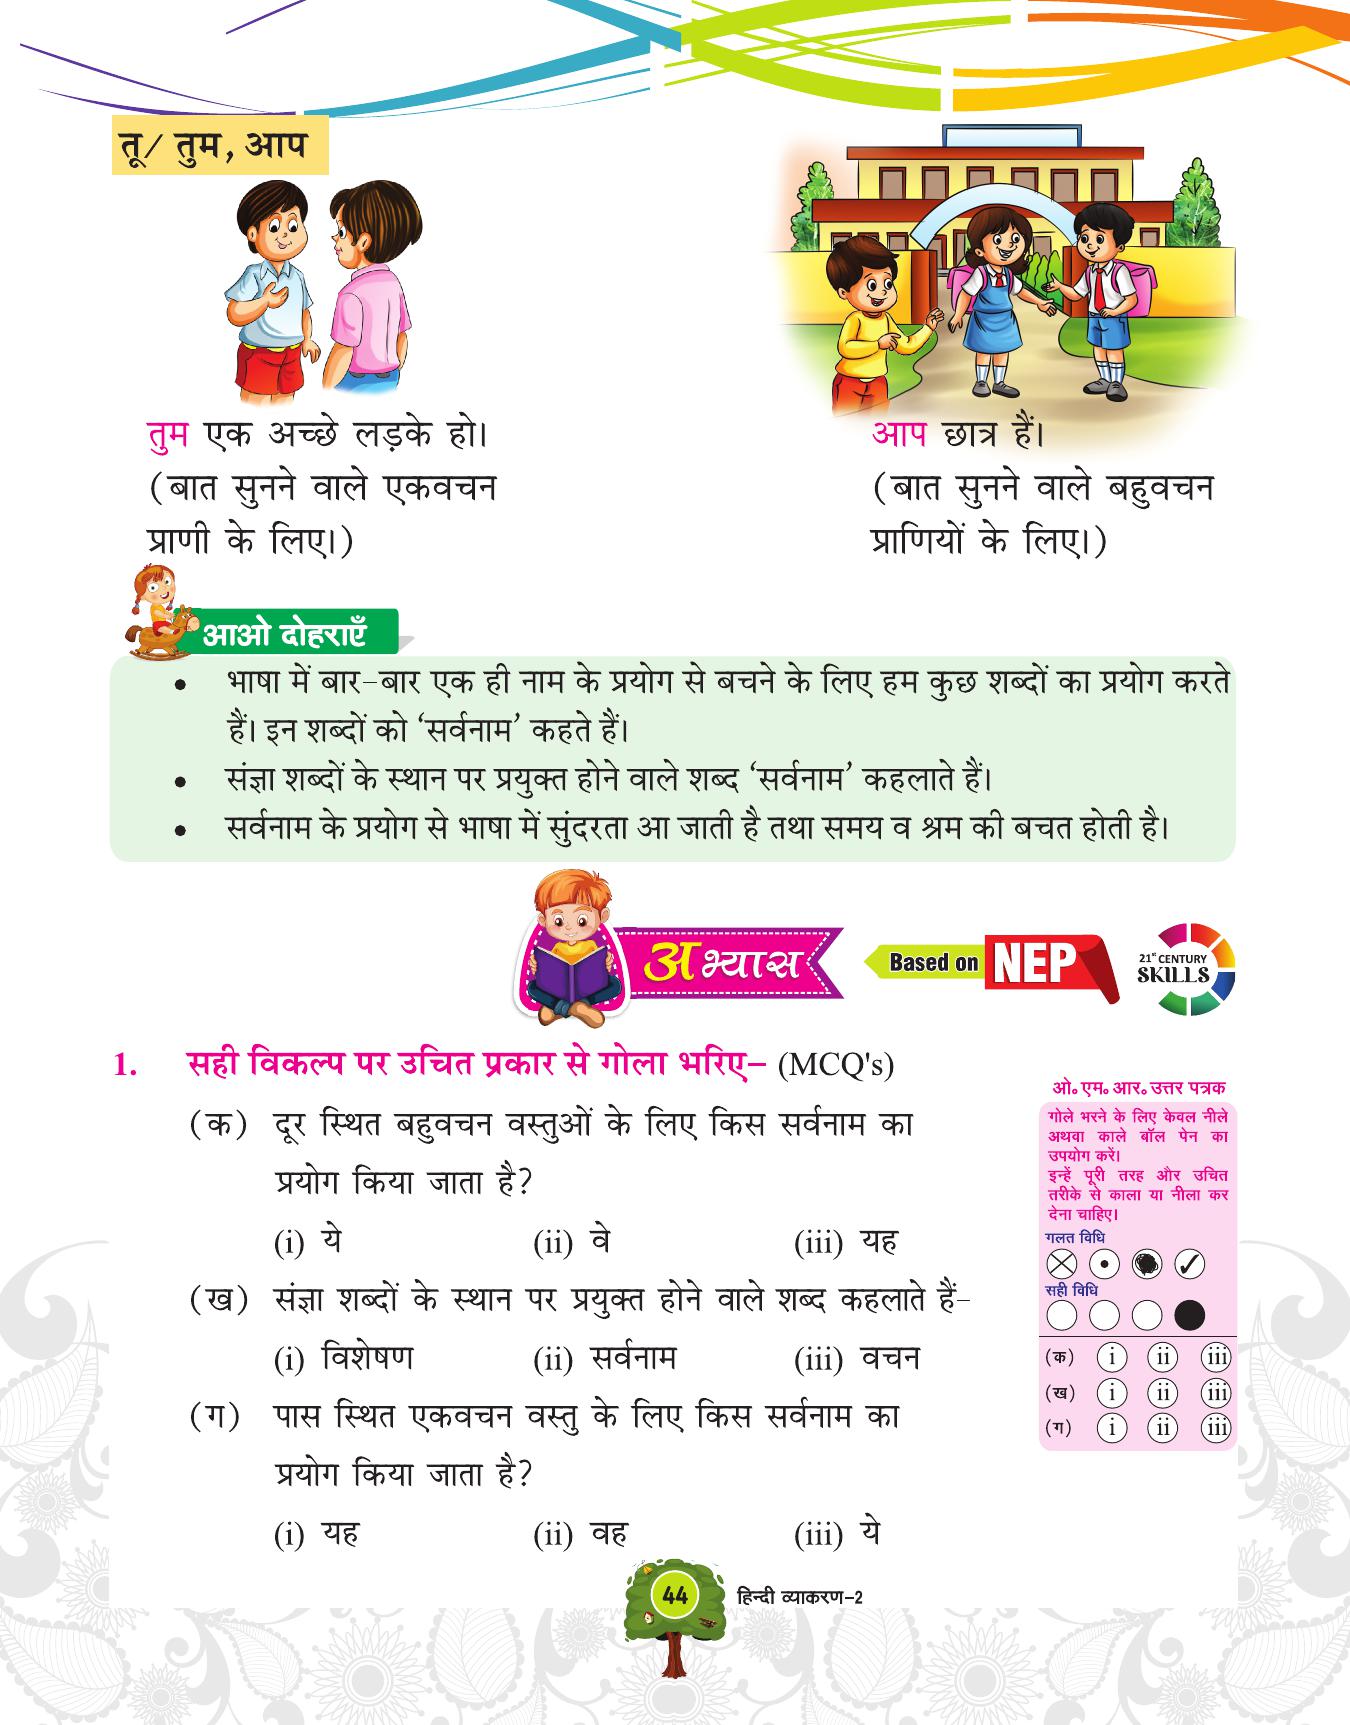 तू/ तुम, आप
तुम एक अच्छे लड़के हो।
(बात सुनने वाले एकवचन
प्राणी के लिए।)
आप छात्र हैं।
(बात सुनने वाले बहुवचन
प्राणियों के लिए।)
आओ दोहराएँ
• भाषा में बार-बार एक ही नाम के प्रयोग से बचने के लिए हम कुछ शब्दों का प्रयोग करते
हैं। इन शब्दों को ‘सर्वनाम’ कहते हैं।
• संज्ञा शब्दों के स्थान पर प्रयुक्त होने वाले शब्द ‘सर्वनाम’ कहलाते हैं।
• सर्वनाम के प्रयोग से भाषा में सुंदरता आ जाती है तथा समय व श्रम की बचत होती है।
अभ्यास
Based on NEP
21st CENTURY
SKILLS
1. सही विकल्प पर उचित प्रकार से गोला भरिए- (MCQ's)
(क) दूर स्थित बहुवचन वस्तुओं के लिए किस सर्वनाम का
प्रयोग किया जाता है?
(i) ये (ii) वे (iii) यह
(ख) संज्ञा शब्दों के स्थान पर प्रयुक्त होने वाले शब्द कहलाते हैं-
(i) विशेषण (ii) सर्वनाम (iii) वचन
(ग) पास स्थित एकवचन वस्तु के लिए किस सर्वनाम का
प्रयोग किया जाता है?
(i) यह (ii) वह (iii) ये
ओ॰ एम॰ आर॰ उत्तर पत्रक
गोले भरने के लिए केवल नीले
अथवा काले बॉल पेन का
उपयोग करें।
इन्हें पूरी तरह और उचित
तरीके से काला या नीला कर
देना चाहिए।
गलत विधि
सही विधि
(क) i ii iii
(ख) i ii iii
(ग) i ii iii
44 हिन्दी व्याकरण-2